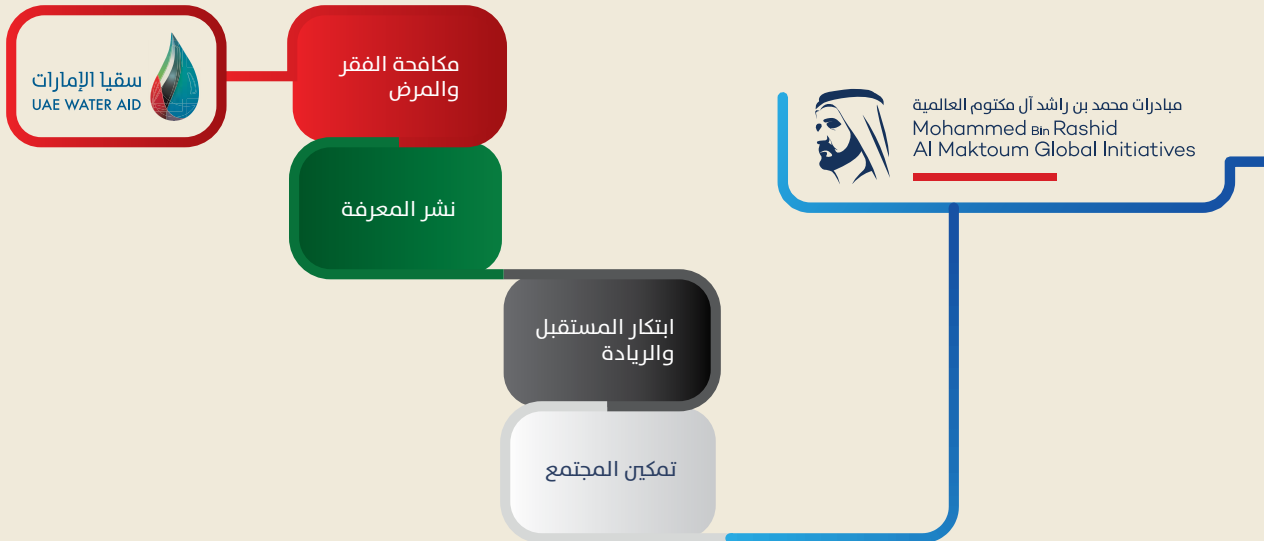 مبادرات محمد بن راشد آل مكتوم العالمية
Mohammed Bin Rashid
Al Maktoum Global Initiatives
مكافحة الفقر
والمرض
سقيا الإمارات
UAE WATER AID
نشر المعرفة
ابتكار المستقبل
والريادة
تمكين المجتمع